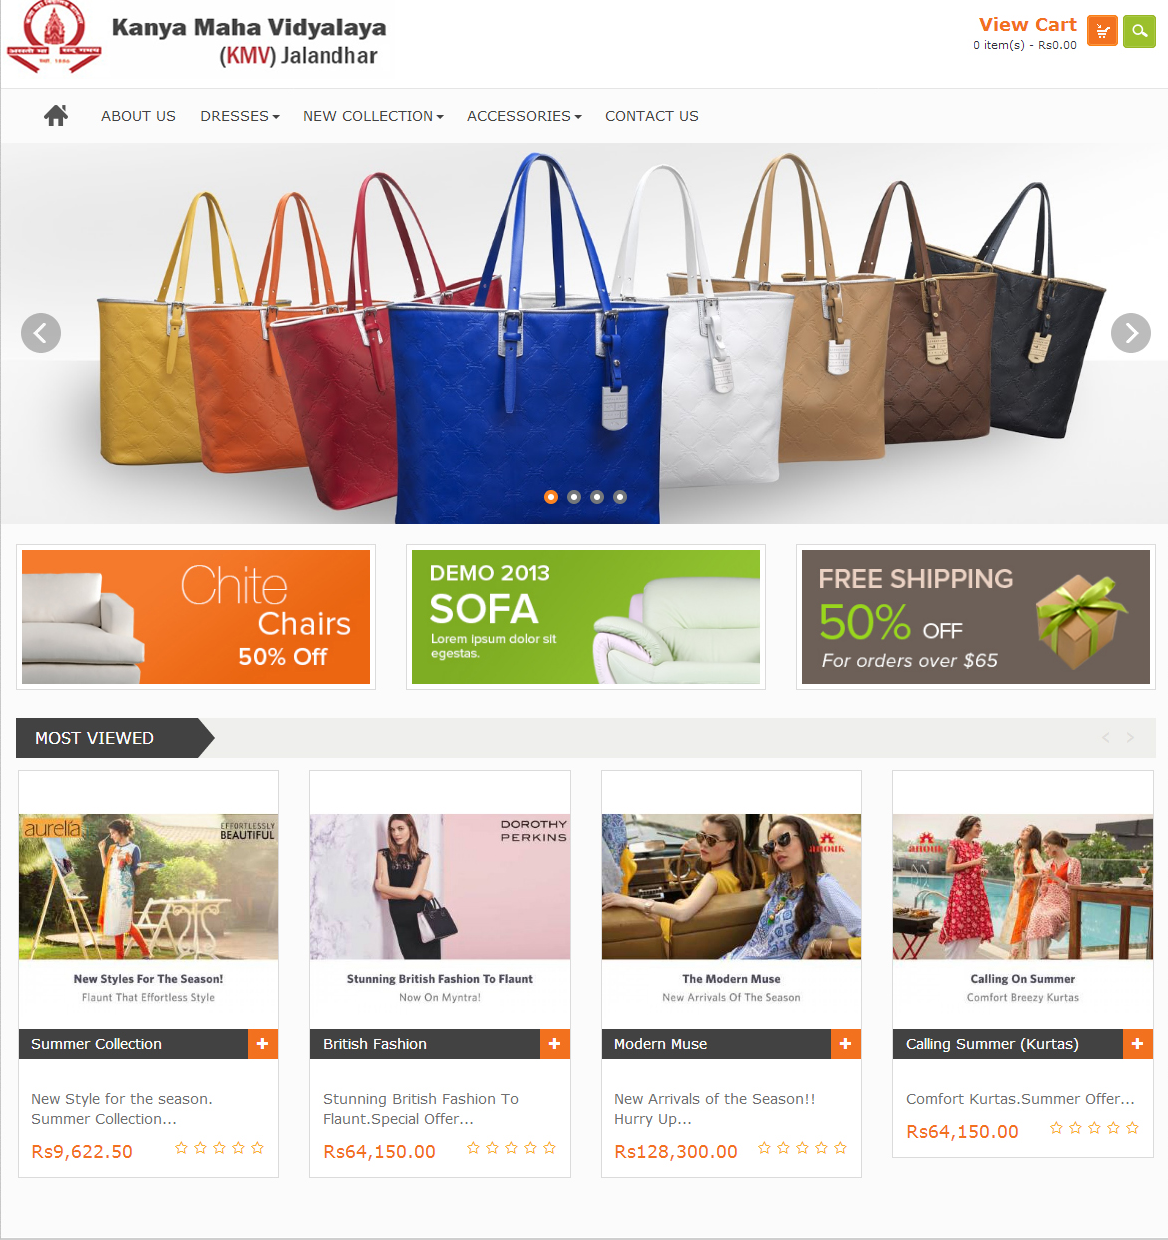 Kanya Maha Vidyalaya
(KMV) Jalandhar
View Cart
0 item(s) - Rs0.00
ABOUT US DRESSES NEW COLLECTION ACCESSORIES CONTACT US
Chite
Chairs
50% Off
DEMO 2013
SOFA
Lorem ipsum dolor sit
egestas.
FREE SHIPPING
50% OFF
For orders over $65
MOST VIEWED
aurelia
EFFORTLESSLY
BEAUTIFUL
New Styles For The Season!
Flaunt That Effortless Style
Summer Collection
New Style for the season.
Summer Collection...
Rs9,622.50
DOROTHY
PERKINS
Stunning British Fashion To Flaunt
Now On Myntra!
British Fashion
Stunning British Fashion To
Flaunt.Special Offer...
Rs64,150.00
anouk
The Modern Muse
New Arrivals Of The Season
Modern Muse
New Arrivals of the Season!!
Hurry Up...
Rs128,300.00
anouk
Calling On Summer
Comfort Breezy Kurtas
Calling Summer (Kurtas)
Comfort Kurtas.Summer Offer...
Rs64,150.00